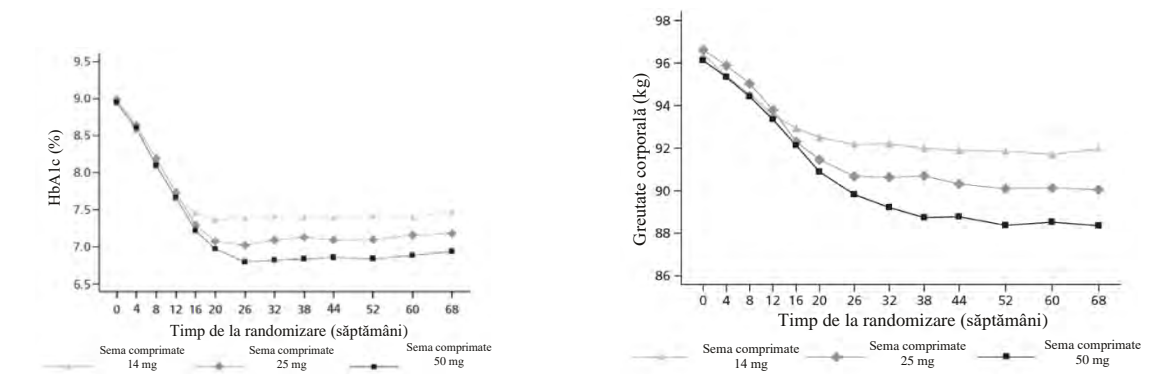 9.5
9.0
8.5
8.0
7.5
7.0
6.5
HbA1c (%)
0 4 8 12 16 20 26 32 38 44 52 60 68
Timp de la randomizare (săptămâni)
Sema comprimate
14 mg
Sema comprimate
25 mg
Sema comprimate
50 mg
98
96
94
92
90
88
86
Greutate corporală (kg)
0 4 8 12 16 20 26 32 38 44 52 60 68
Timp de la randomizare (săptămâni)
Sema comprimate
14 mg
Sema comprimate
25 mg
Sema comprimate
50 mg